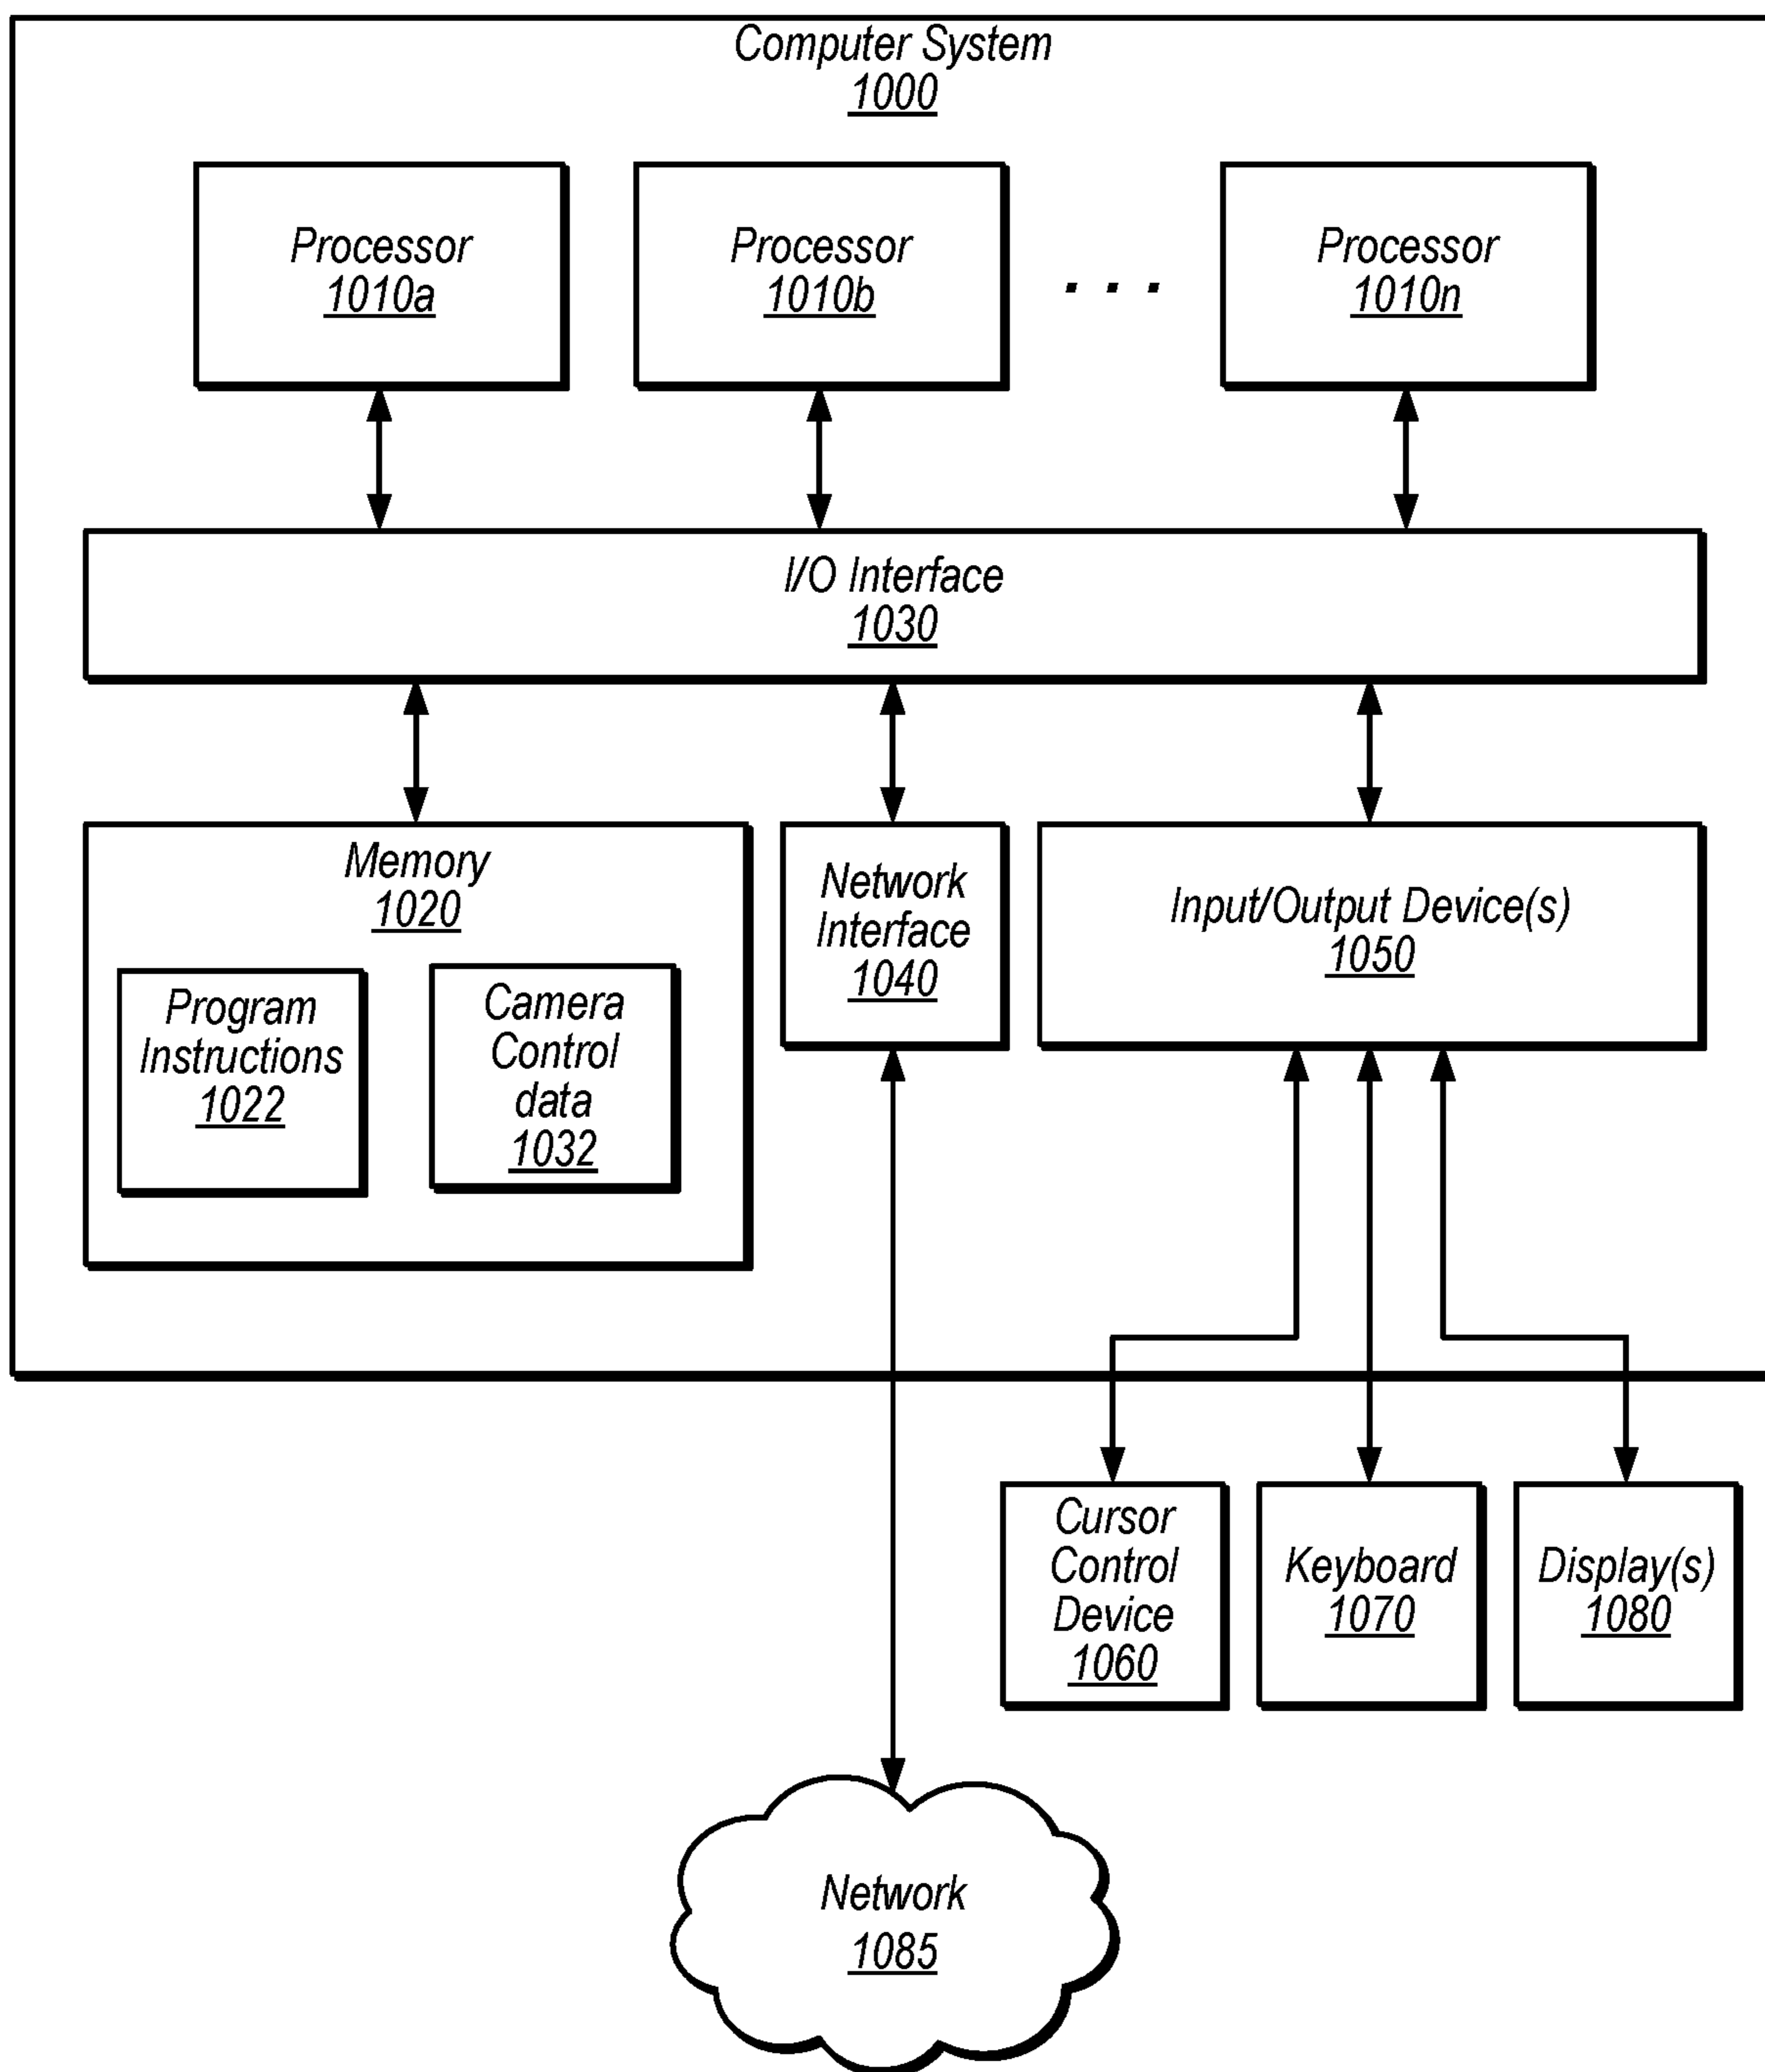 Computer System
1000
Processor
1010a
Processor
1010b
. . .
Processor
1010n
I/O Interface
1030
Memory
1020
Program
Instructions
1022
Camera
Control
data
1032
Network
Interface
1040
Input/Output Device(s)
1050
Cursor
Control
Device
1060
Keyboard
1070
Display(s)
1080
Network
1085